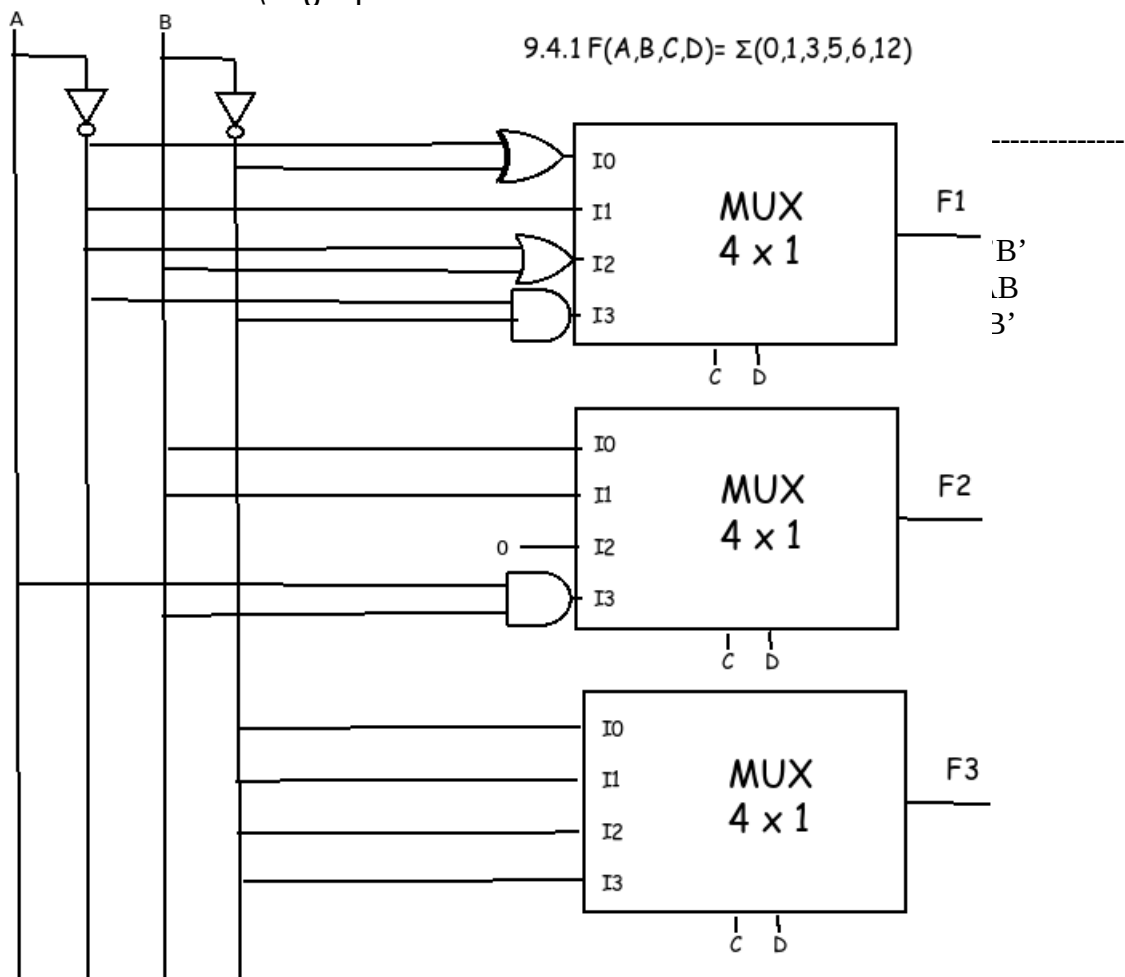 A
B
9.4.1 F(A,B,C,D)= Σ(0,1,3,5,6,12)
--------------
I0
I1
I2
I3
MUX
4 x 1
F1
B’
B
B’
C D
I0
I1
0 I2
I3
MUX
4 x 1
F2
C D
I0
I1
I2
I3
MUX
4 x 1
F3
C D